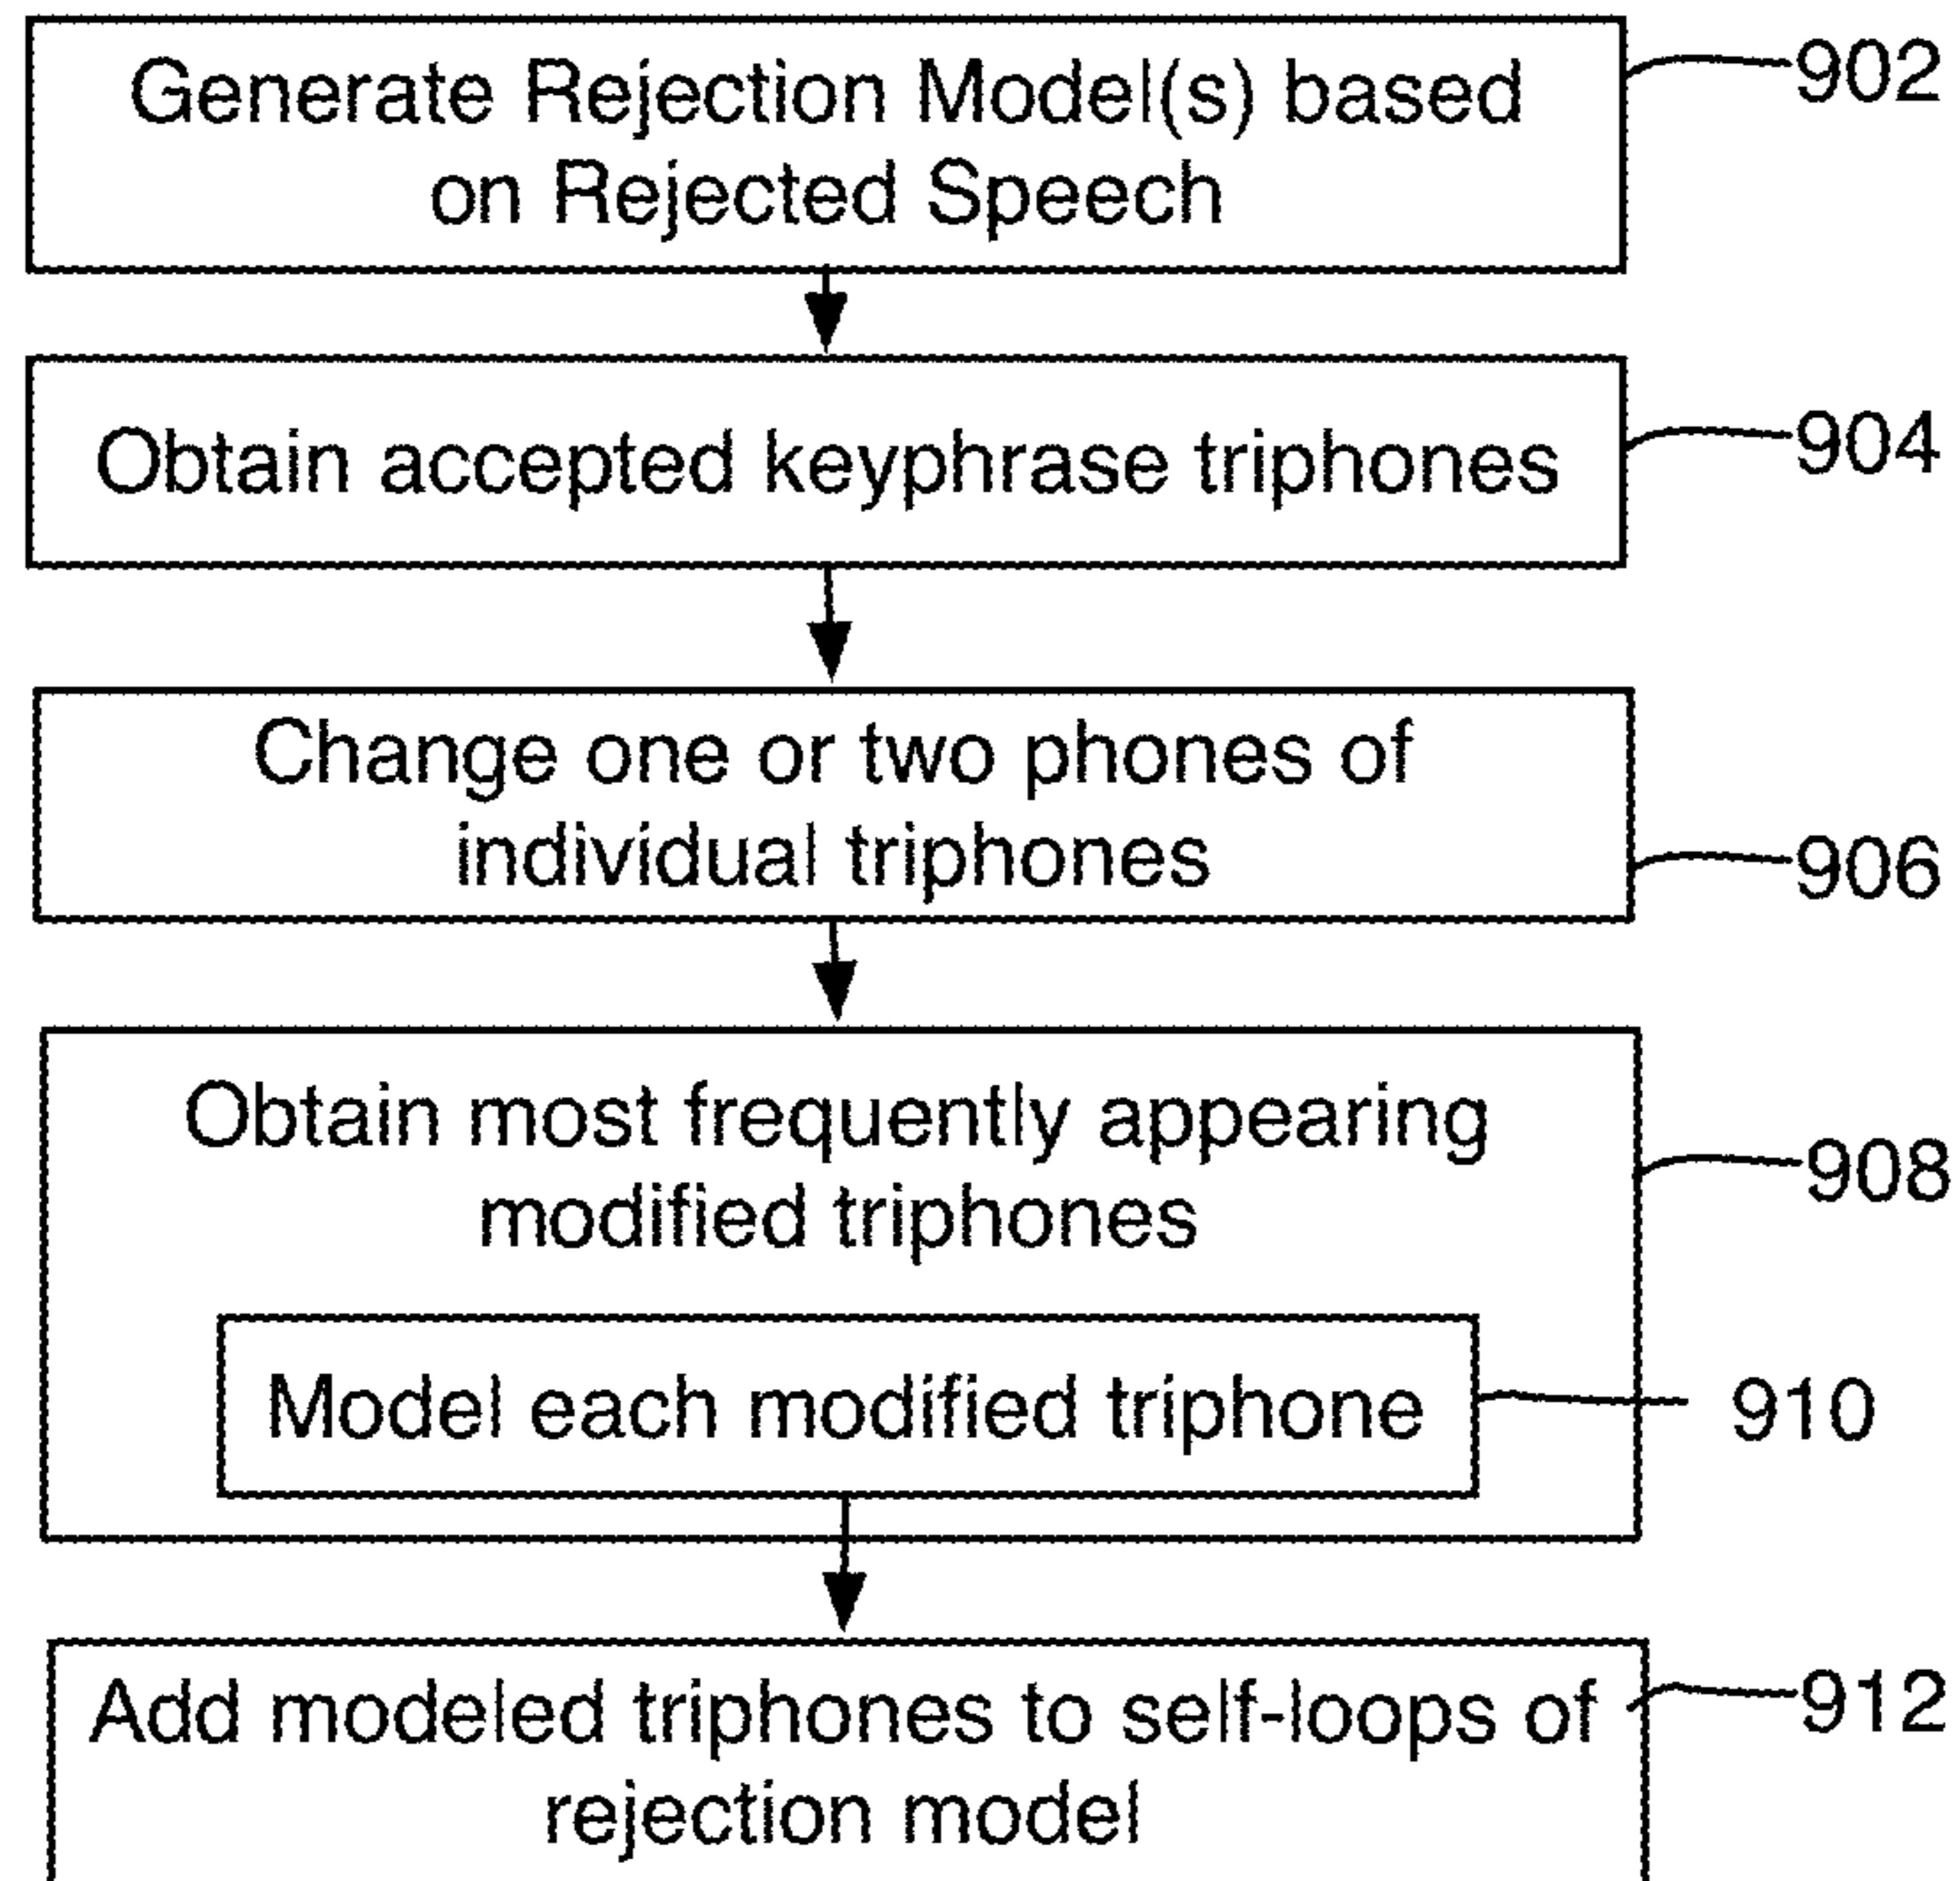 Generate Rejection Model(s) based
on Rejected Speech
902
Obtain accepted keyphrase triphones
904
Change one or two phones of
individual triphones
906
Obtain most frequently appearing
modified triphones
908
Model each modified triphone
910
Add modeled triphones to self-loops of
rejection model
912